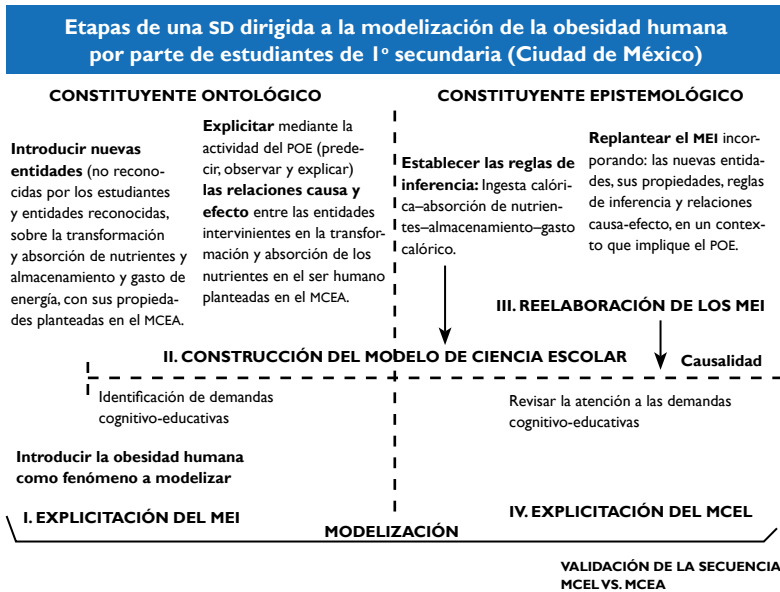 Etapas de una SD dirigida a la modelización de la obesidad humana
por parte de estudiantes de 1º secundaria (Ciudad de México)
CONSTITUYENTE ONTOLÓGICO
Introducir nuevas
entidades (no recono-
cidas por los estudiantes
y entidades reconocidas,
sobre la transformación
y absorción de nutrientes y
almacenamiento y gasto de
energía, con sus propieda-
des planteadas en el MCEA.
Explicitar mediante la
actividad del POE (prede-
cir, observar y explicar)
las relaciones causa y
efecto entre las entidades
intervinientes en la transfor-
mación y absorción de los
nutrientes en el ser humano
planteadas en el MCEA.
CONSTITUYENTE EPISTEMOLÓGICO
Establecer las reglas de
inferencia: Ingesta calóri-
ca–absorción de nutrien-
tes–almacenamiento–gasto
calórico.
Replantear el MEI incor-
porando: las nuevas entida-
des, sus propiedades, reglas
de inferencia y relaciones
causa-efecto, en un contex-
to que implique el POE.
III. REELABORACIÓN DE LOS MEI
II. CONSTRUCCIÓN DEL MODELO DE CIENCIA ESCOLAR
Causalidad
Identificación de demandas
cognitivo-educativas
Revisar la atención a las demandas
cognitivo-educativas
Introducir la obesidad humana
como fenómeno a modelizar
I. EXPLICITACIÓN DEL MEI
IV. EXPLICITACIÓN DEL MCEL
MODELIZACIÓN
VALIDACIÓN DE LA SECUENCIA
MCEL VS. MCEA